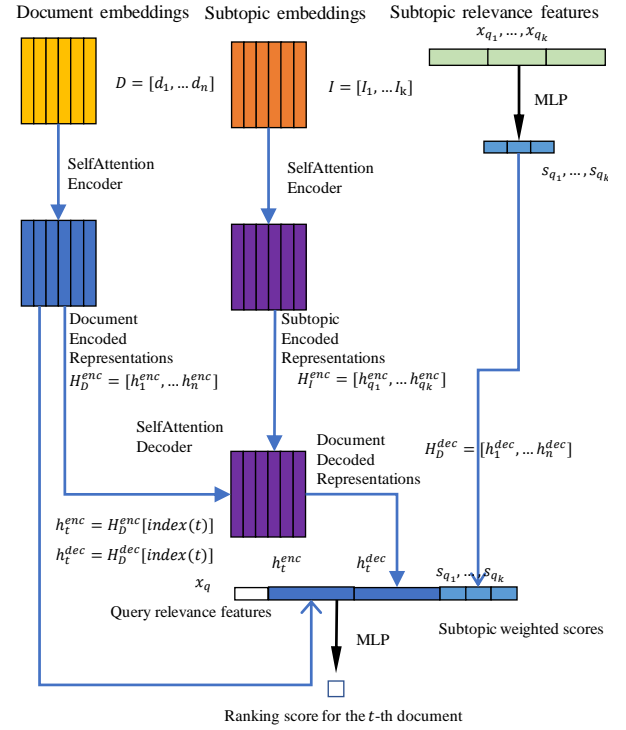 Document embeddings
Subtopic embeddings
Subtopic relevance features
x_{q_1}, … , x_{q_k}
D = [d_1, … d_n]
I = [I_1, … I_k]
MLP
s_{q_1}, … , s_{q_k}
SelfAttention
Encoder
SelfAttention
Encoder
Document
Encoded
Representations
H_D^{enc} = [h_1^{enc}, … h_n^{enc}]
Subtopic
Encoded
Representations
H_I^{enc} = [h_{q_1}^{enc}, … h_{q_k}^{enc}]
SelfAttention
Decoder
Document
Decoded
Representations
H_D^{dec} = [h_1^{dec}, … h_n^{dec}]
h_t^{enc} = H_D^{enc}[index(t)]
h_t^{dec} = H_D^{dec}[index(t)]
h_t^{enc}
h_t^{dec}
s_{q_1}, … , s_{q_k}
x_q
Query relevance features
Subtopic weighted scores
MLP
Ranking score for the t-th document